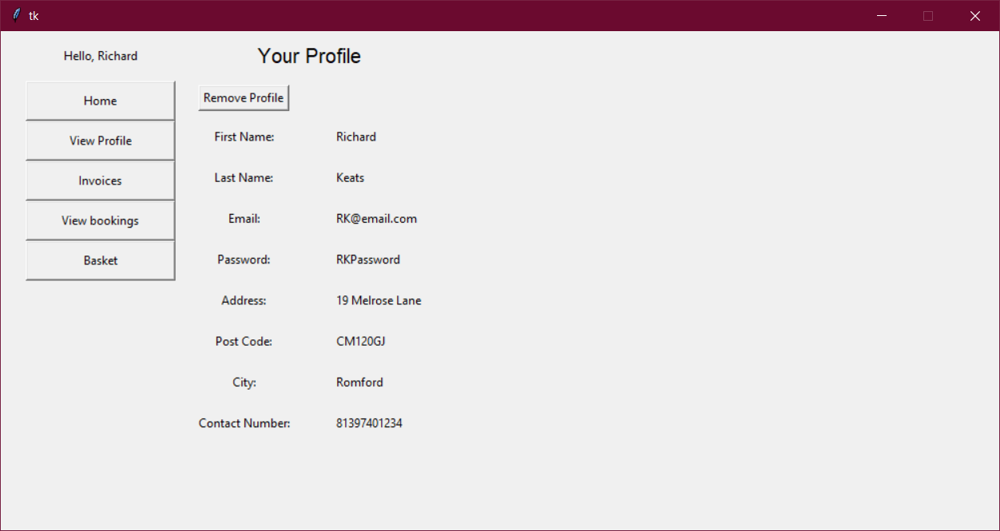 tk
Hello, Richard
Your Profile
Home
View Profile
Invoices
View bookings
Basket
Remove Profile
First Name: Richard
Last Name: Keats
Email: RK@email.com
Password: RKPassword
Address: 19 Melrose Lane
Post Code: CM120GJ
City: Romford
Contact Number: 81397401234